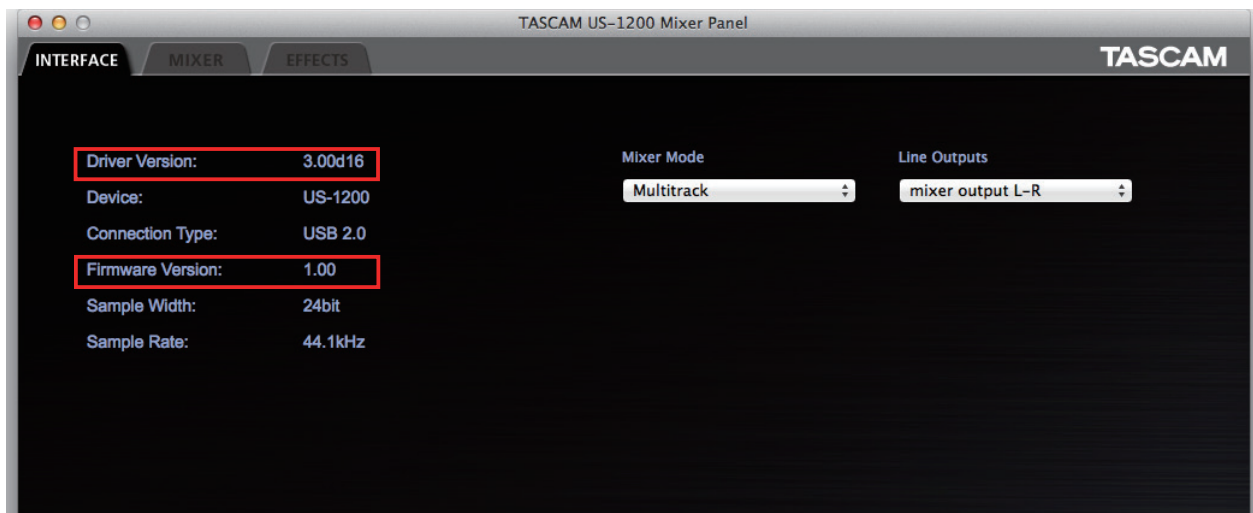 TASCAM US-1200 Mixer Panel
INTERFACE MIXER EFFECTS TASCAM
Driver Version: 3.00d16
Device: US-1200
Connection Type: USB 2.0
Firmware Version: 1.00
Sample Width: 24bit
Sample Rate: 44.1kHz
Mixer Mode Line Outputs
Multitrack mixer output L-R